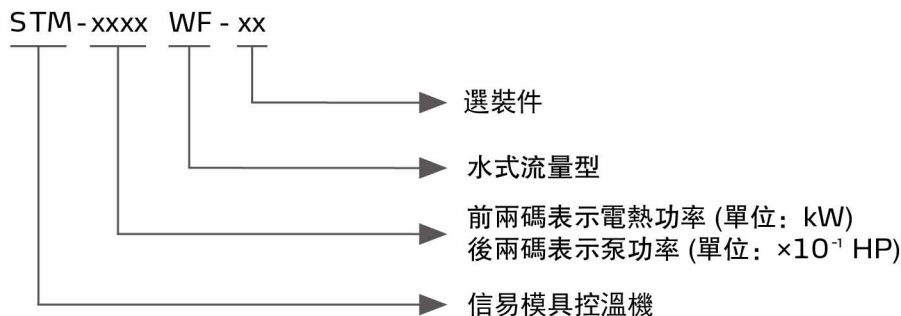 STM-xxxx WF - xx
選裝件
水式流量型
前兩碼表示電熱功率 (單位：kW)
後兩碼表示泵功率 (單位：×10⁻¹ HP)
信易模具控溫機